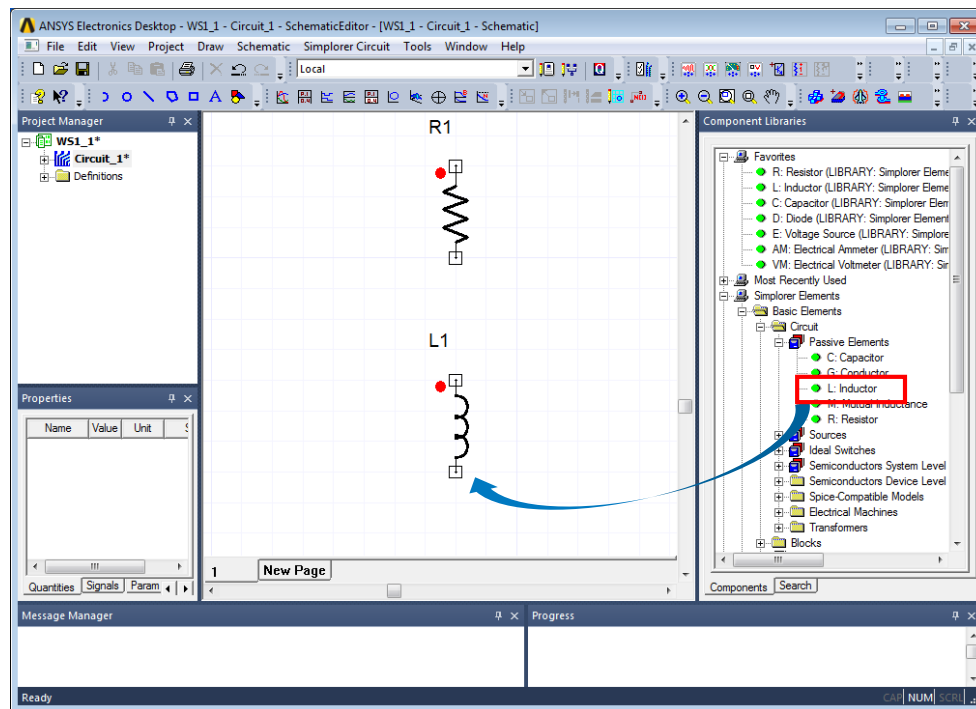 ANSYS Electronics Desktop - WS1_1 - Circuit_1 - SchematicEditor - [WS1_1 - Circuit_1 - Schematic]
File Edit View Project Draw Schematic Simplorer Circuit Tools Window Help
Local
Project Manager
WS1_1*
Circuit_1*
Definitions
Properties
Name Value Unit
Quantities Signals Param
R1
L1
1 New Page
Component Libraries
Favorites
R: Resistor (LIBRARY: Simplorer Eleme
L: Inductor (LIBRARY: Simplorer Eleme
C: Capacitor (LIBRARY: Simplorer Elem
D: Diode (LIBRARY: Simplorer Element
E: Voltage Source (LIBRARY: Simplore
AM: Electrical Ammeter (LIBRARY: Sim
VM: Electrical Voltmeter (LIBRARY: Sir
Most Recently Used
Simplorer Elements
Basic Elements
Circuit
Passive Elements
C: Capacitor
G: Conductor
L: Inductor
M: Mutual Inductance
R: Resistor
Sources
Ideal Switches
Semiconductors System Level
Semiconductors Device Level
Spice-Compatible Models
Electrical Machines
Transformers
Blocks
Components Search
Message Manager
Progress
Ready
CAP NUM SCRL